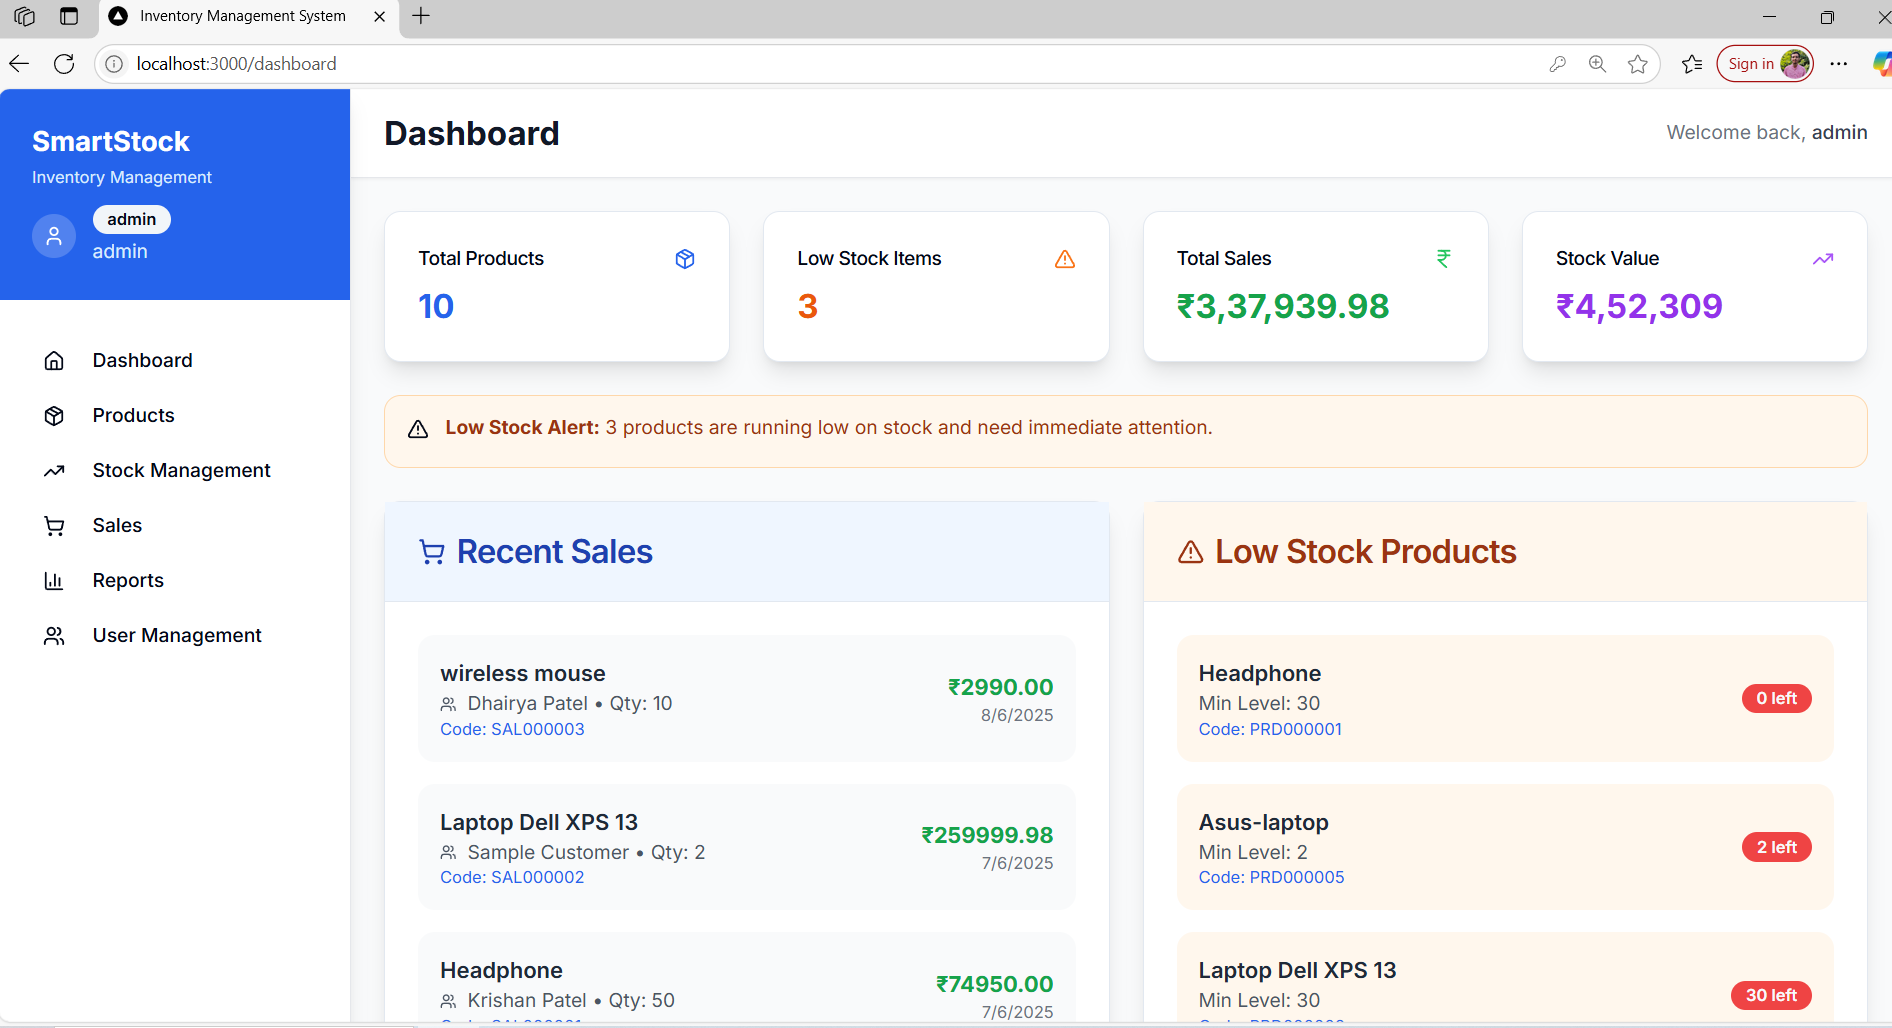 Inventory Management System
localhost:3000/dashboard
Sign in
SmartStock
Inventory Management
admin
admin
Dashboard
Products
Stock Management
Sales
Reports
User Management
Dashboard
Welcome back, admin
Total Products
10
Low Stock Items
3
Total Sales
₹3,37,939.98
Stock Value
₹4,52,309
Low Stock Alert: 3 products are running low on stock and need immediate attention.
Recent Sales
wireless mouse
Dhairya Patel • Qty: 10
Code: SAL000003
₹2990.00
8/6/2025
Laptop Dell XPS 13
Sample Customer • Qty: 2
Code: SAL000002
₹259999.98
7/6/2025
Headphone
Krishan Patel • Qty: 50
₹74950.00
7/6/2025
Low Stock Products
Headphone
Min Level: 30
Code: PRD000001
0 left
Asus-laptop
Min Level: 2
Code: PRD000005
2 left
Laptop Dell XPS 13
Min Level: 30
30 left